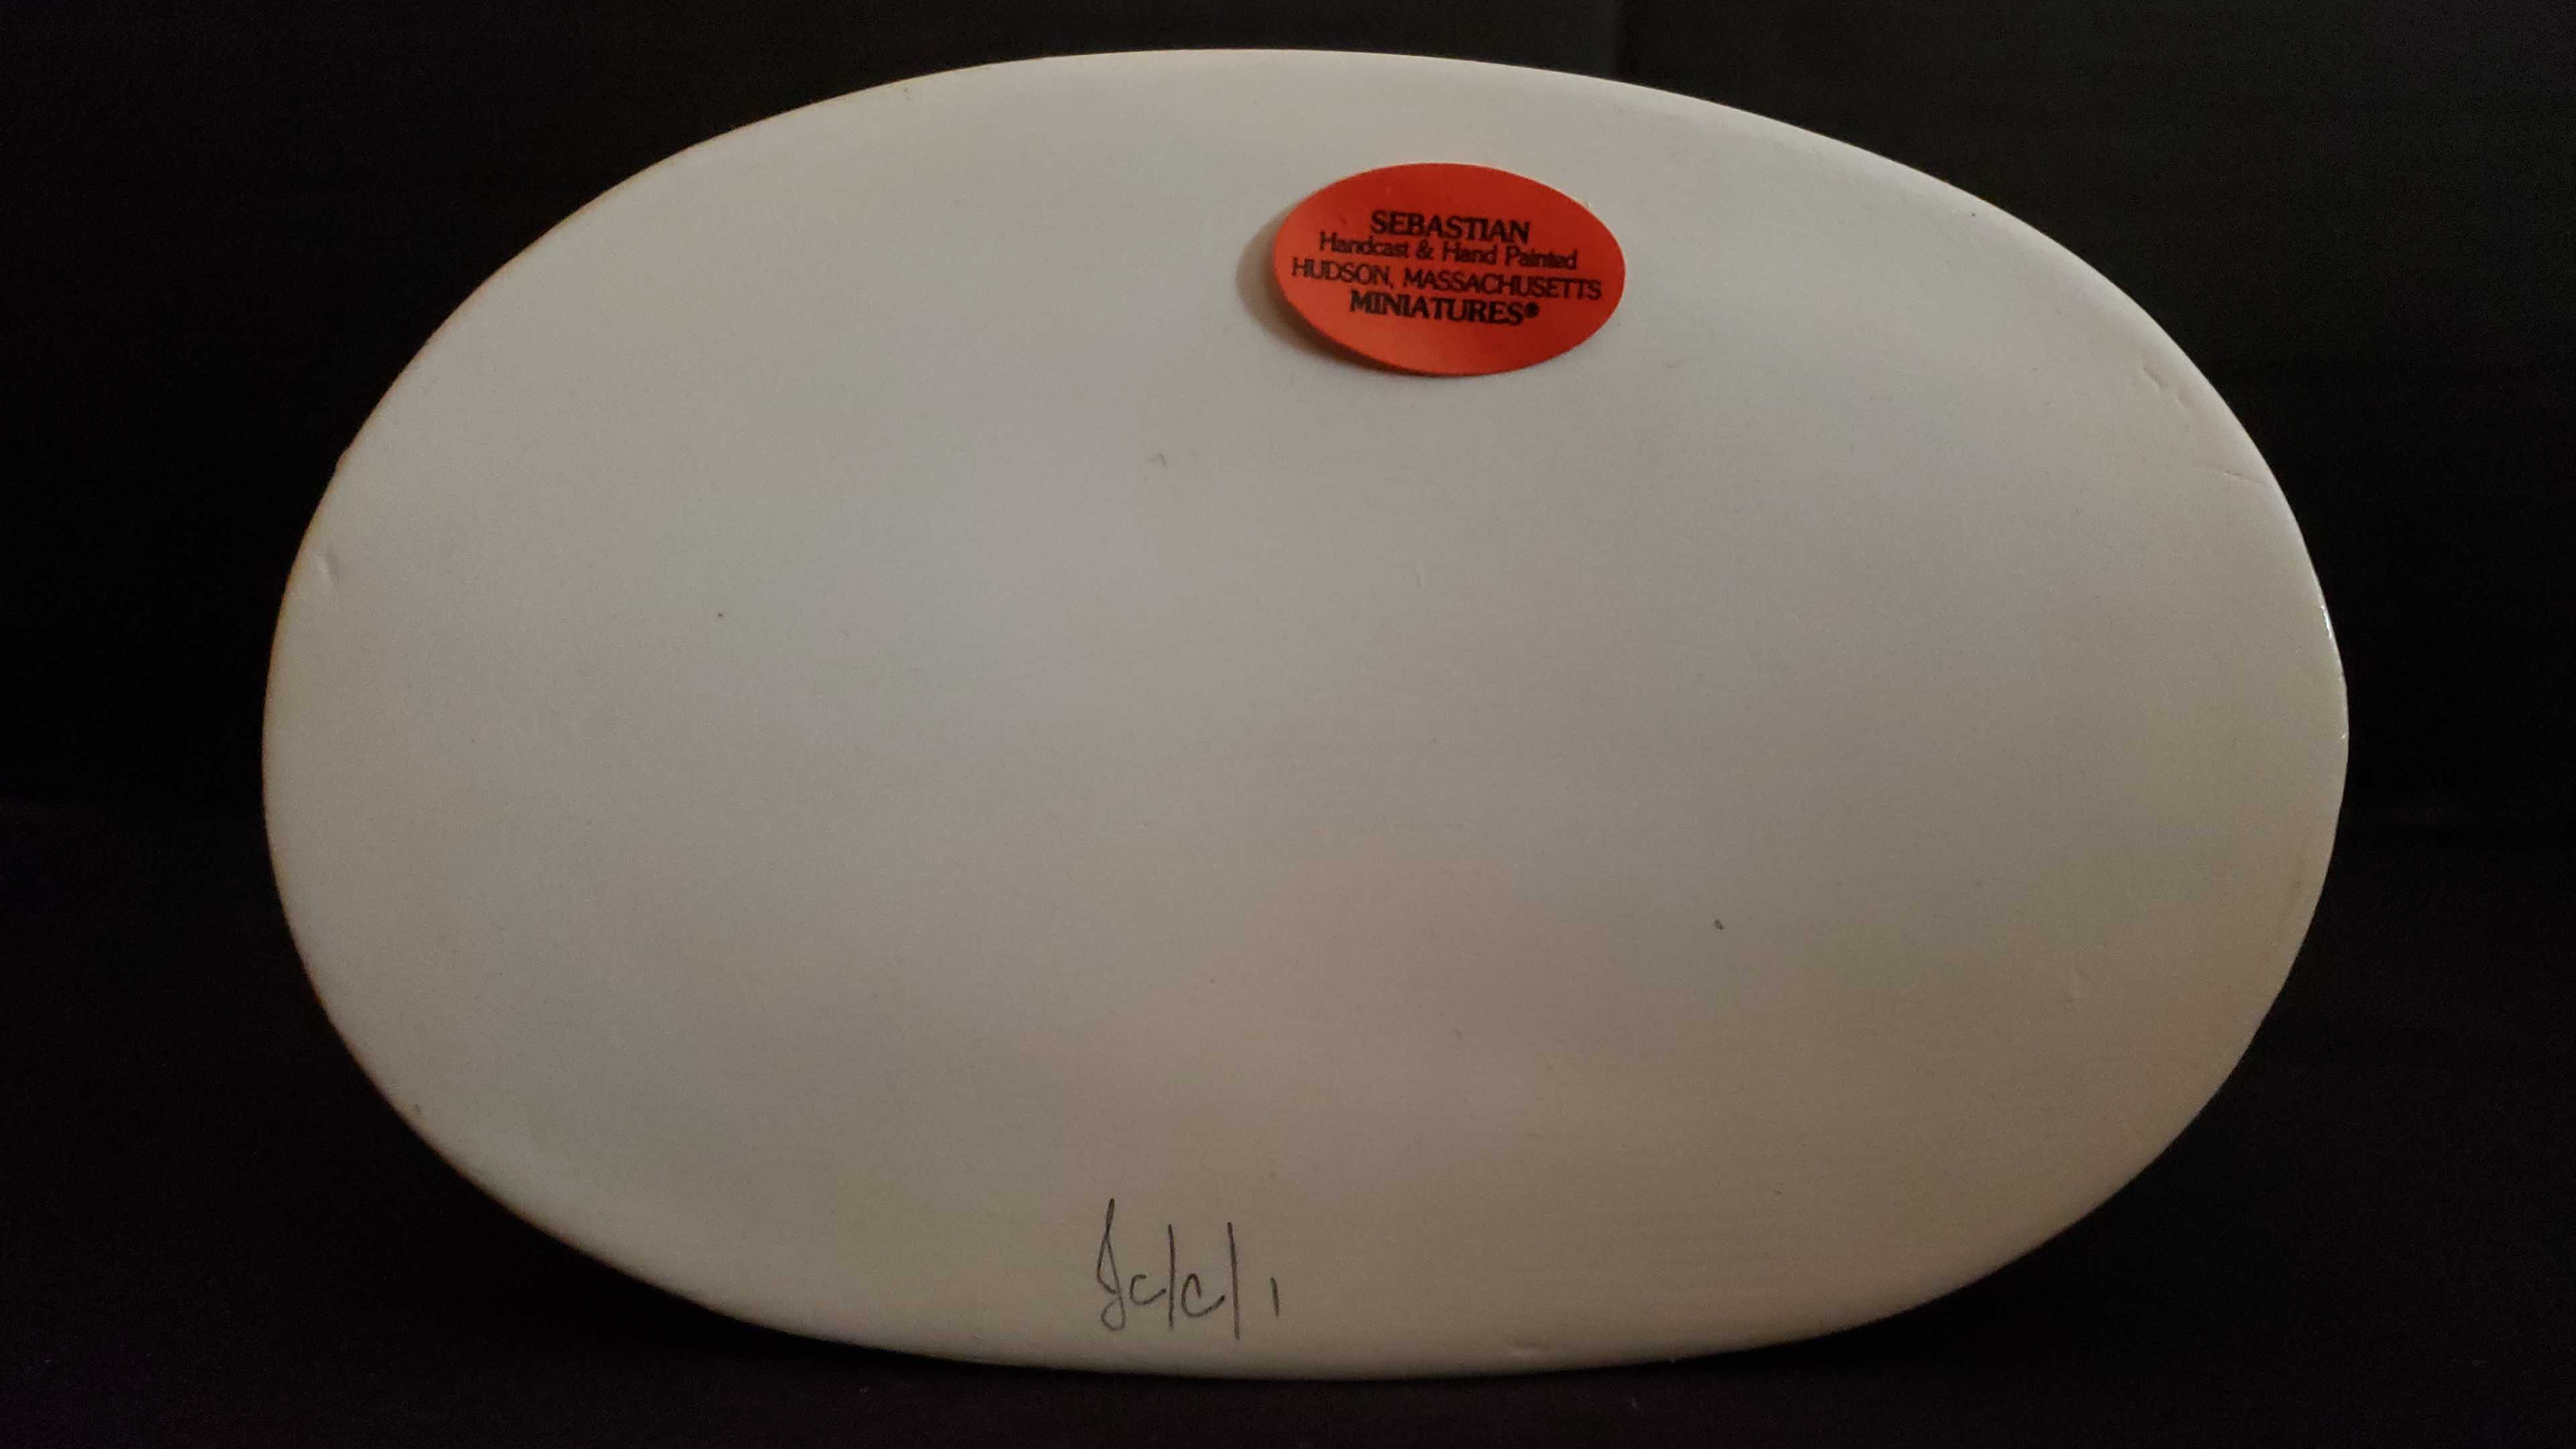 SEBASTIAN
Handcast & Hand Painted
HUDSON, MASSACHUSETTS
MINIATURES®